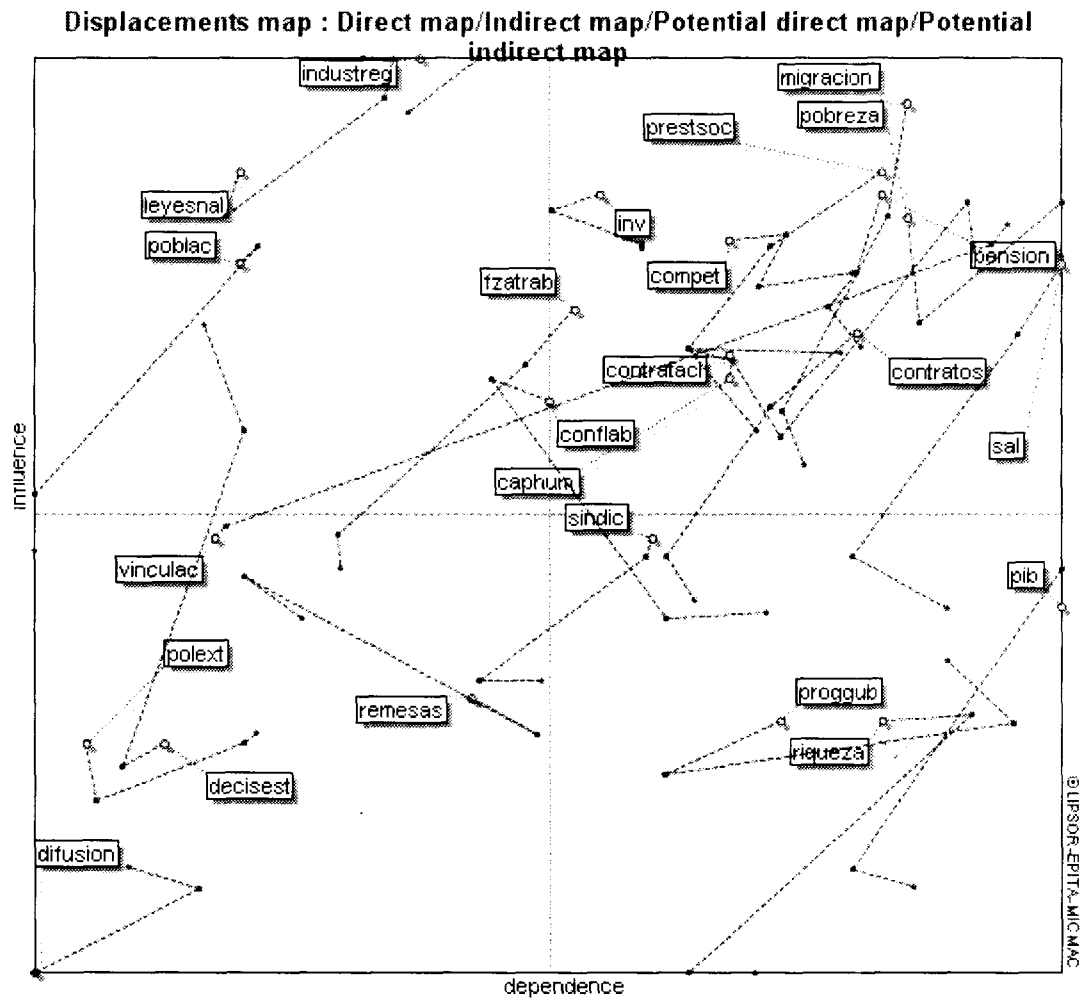 Displacements map : Direct map/Indirect map/Potential direct map/Potential
indirect map
industreg
migracion
pobreza
prestsoc
leyesnal
inv
poblac
pension
compet
fzatrab
contratach
contratos
conflab
sal
caphum
influence
sindic
vinculac
pib
polext
proggub
remesas
riqueza
decisest
difusion
© LIPSOR-EPITA-MICMAC
dependence